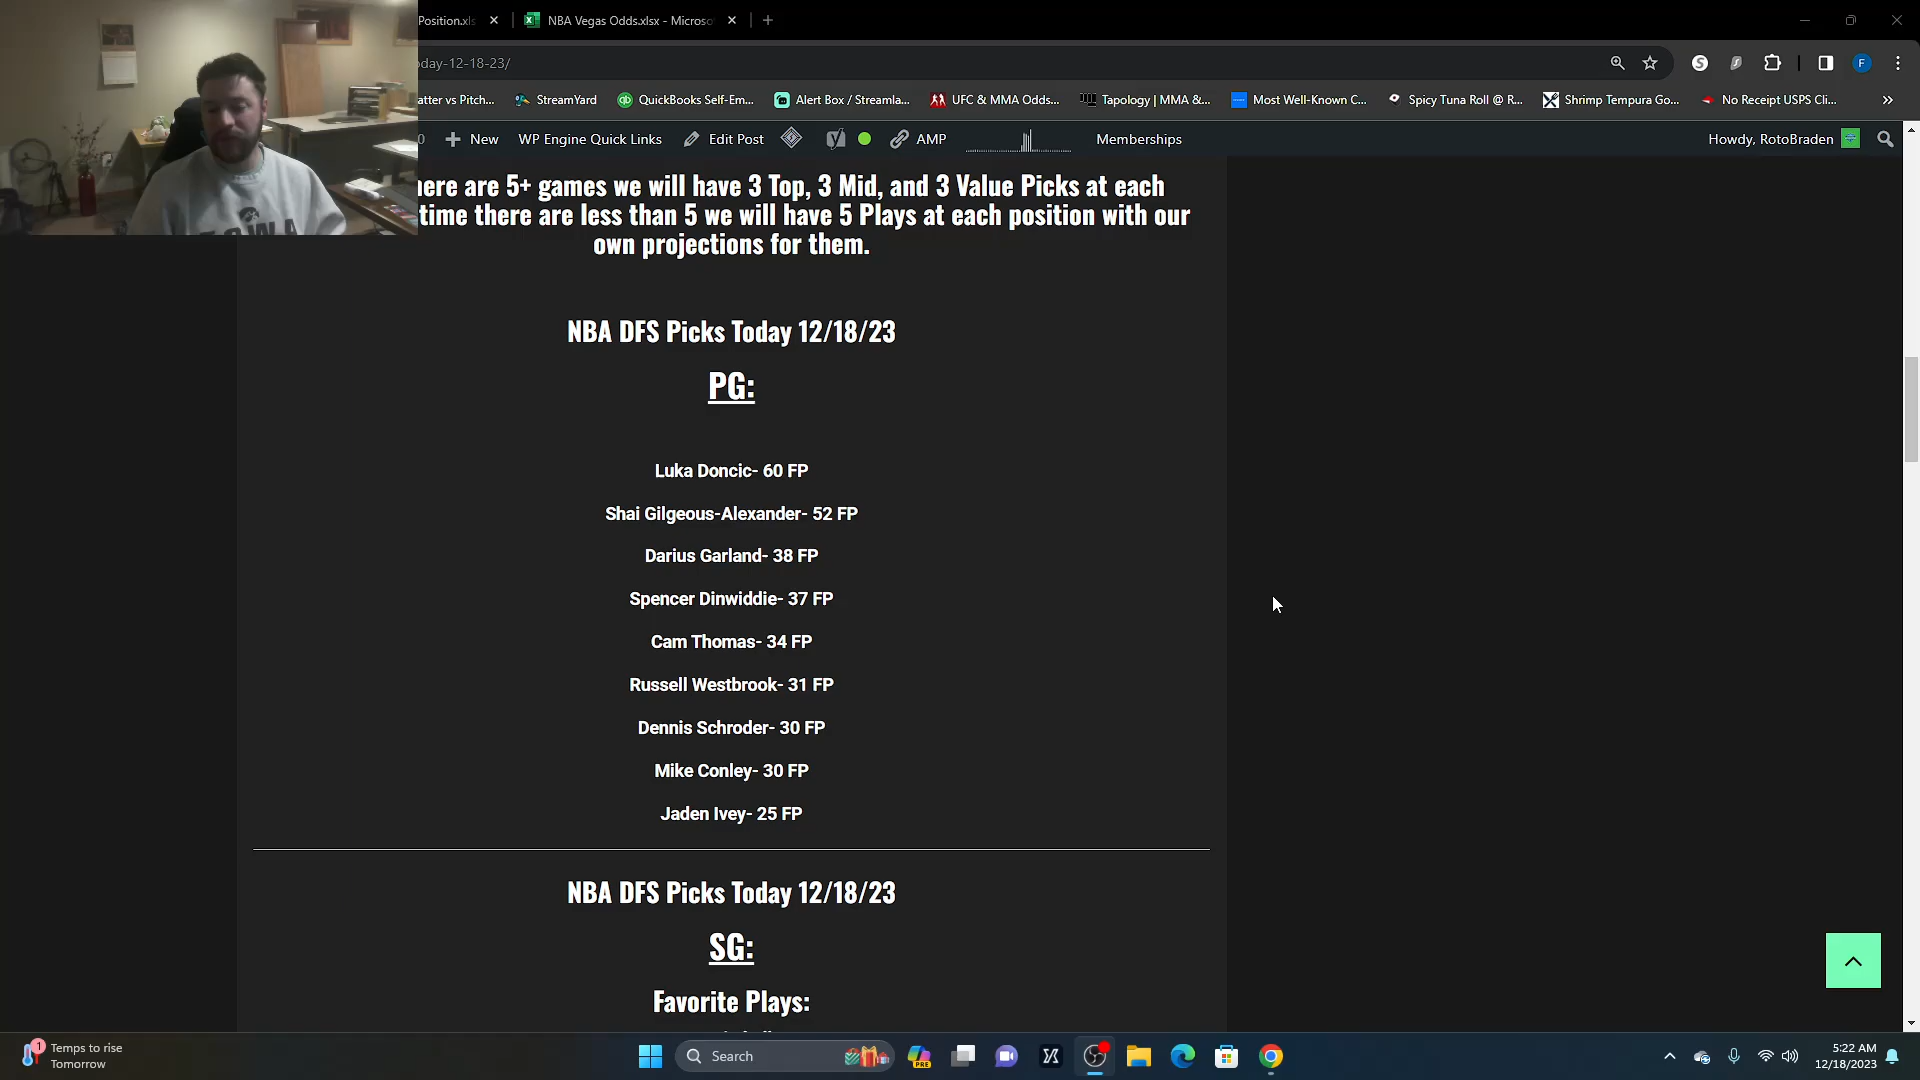 Position.xls
NBA Vegas Odds.xlsx - Microso
day-12-18-23/
atter vs Pitch...
StreamYard
QuickBooks Self-Em...
Alert Box / Streamla...
UFC & MMA Odds...
Tapology | MMA &...
Most Well-Known C...
Spicy Tuna Roll @ R...
Shrimp Tempura Go...
No Receipt USPS Cli...
0
New
WP Engine Quick Links
Edit Post
AMP
Memberships
Howdy, RotoBraden
here are 5+ games we will have 3 Top, 3 Mid, and 3 Value Picks at each
time there are less than 5 we will have 5 Plays at each position with our
own projections for them.
NBA DFS Picks Today 12/18/23
PG:
Luka Doncic- 60 FP
Shai Gilgeous-Alexander- 52 FP
Darius Garland- 38 FP
Spencer Dinwiddie- 37 FP
Cam Thomas- 34 FP
Russell Westbrook- 31 FP
Dennis Schroder- 30 FP
Mike Conley- 30 FP
Jaden Ivey- 25 FP
NBA DFS Picks Today 12/18/23
SG:
Favorite Plays:
1
Temps to rise
Tomorrow
Search
PRE
5:22 AM
12/18/2023